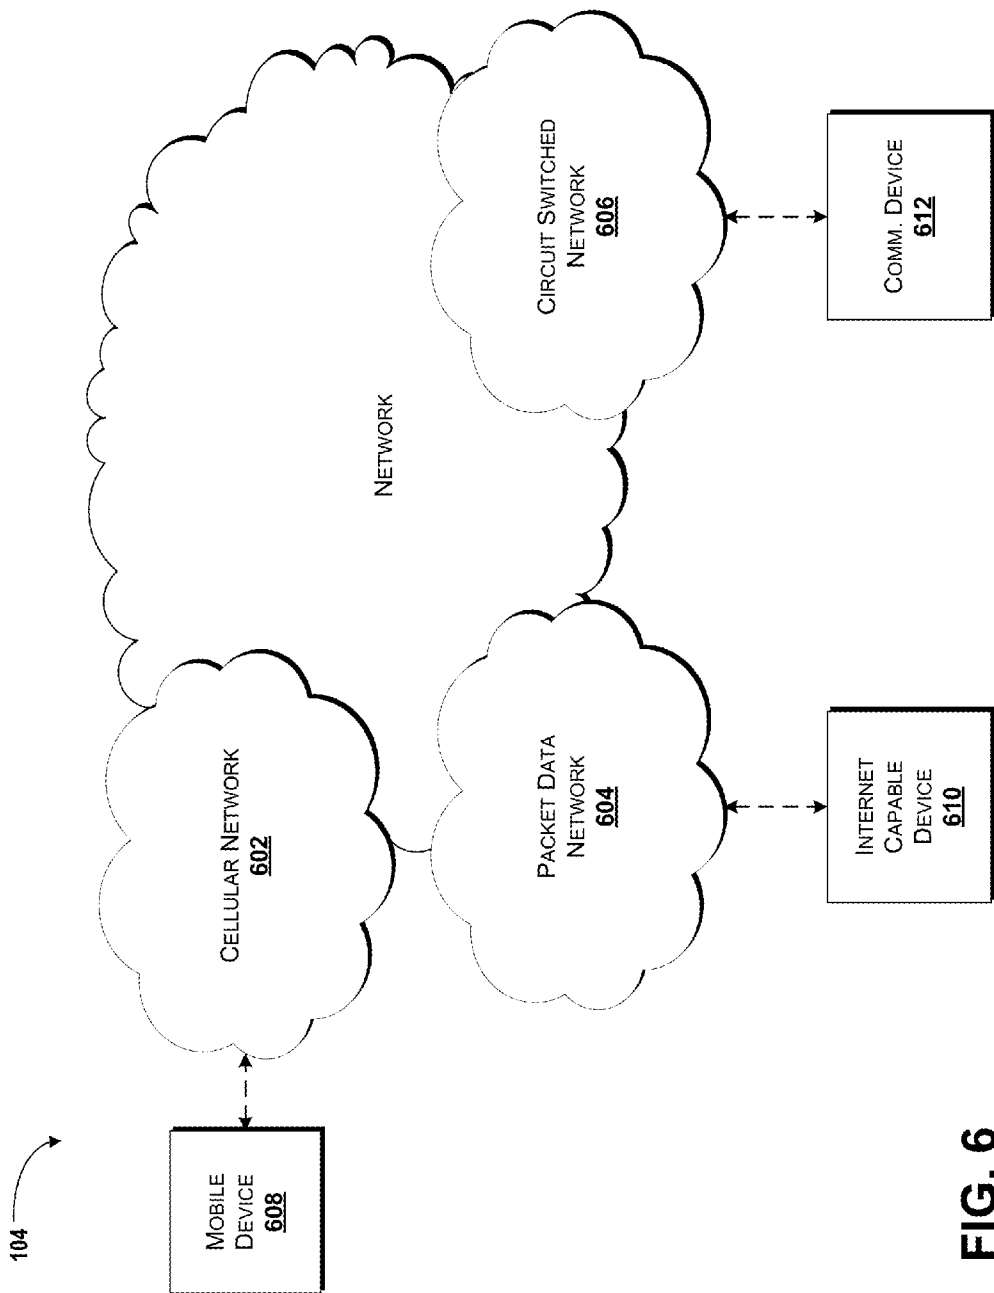 104
NETWORK
CELLULAR NETWORK
602
MOBILE
DEVICE
608
PACKET DATA
NETWORK
604
CIRCUIT SWITCHED
NETWORK
606
INTERNET
CAPABLE
DEVICE
610
COMM. DEVICE
612
FIG. 6